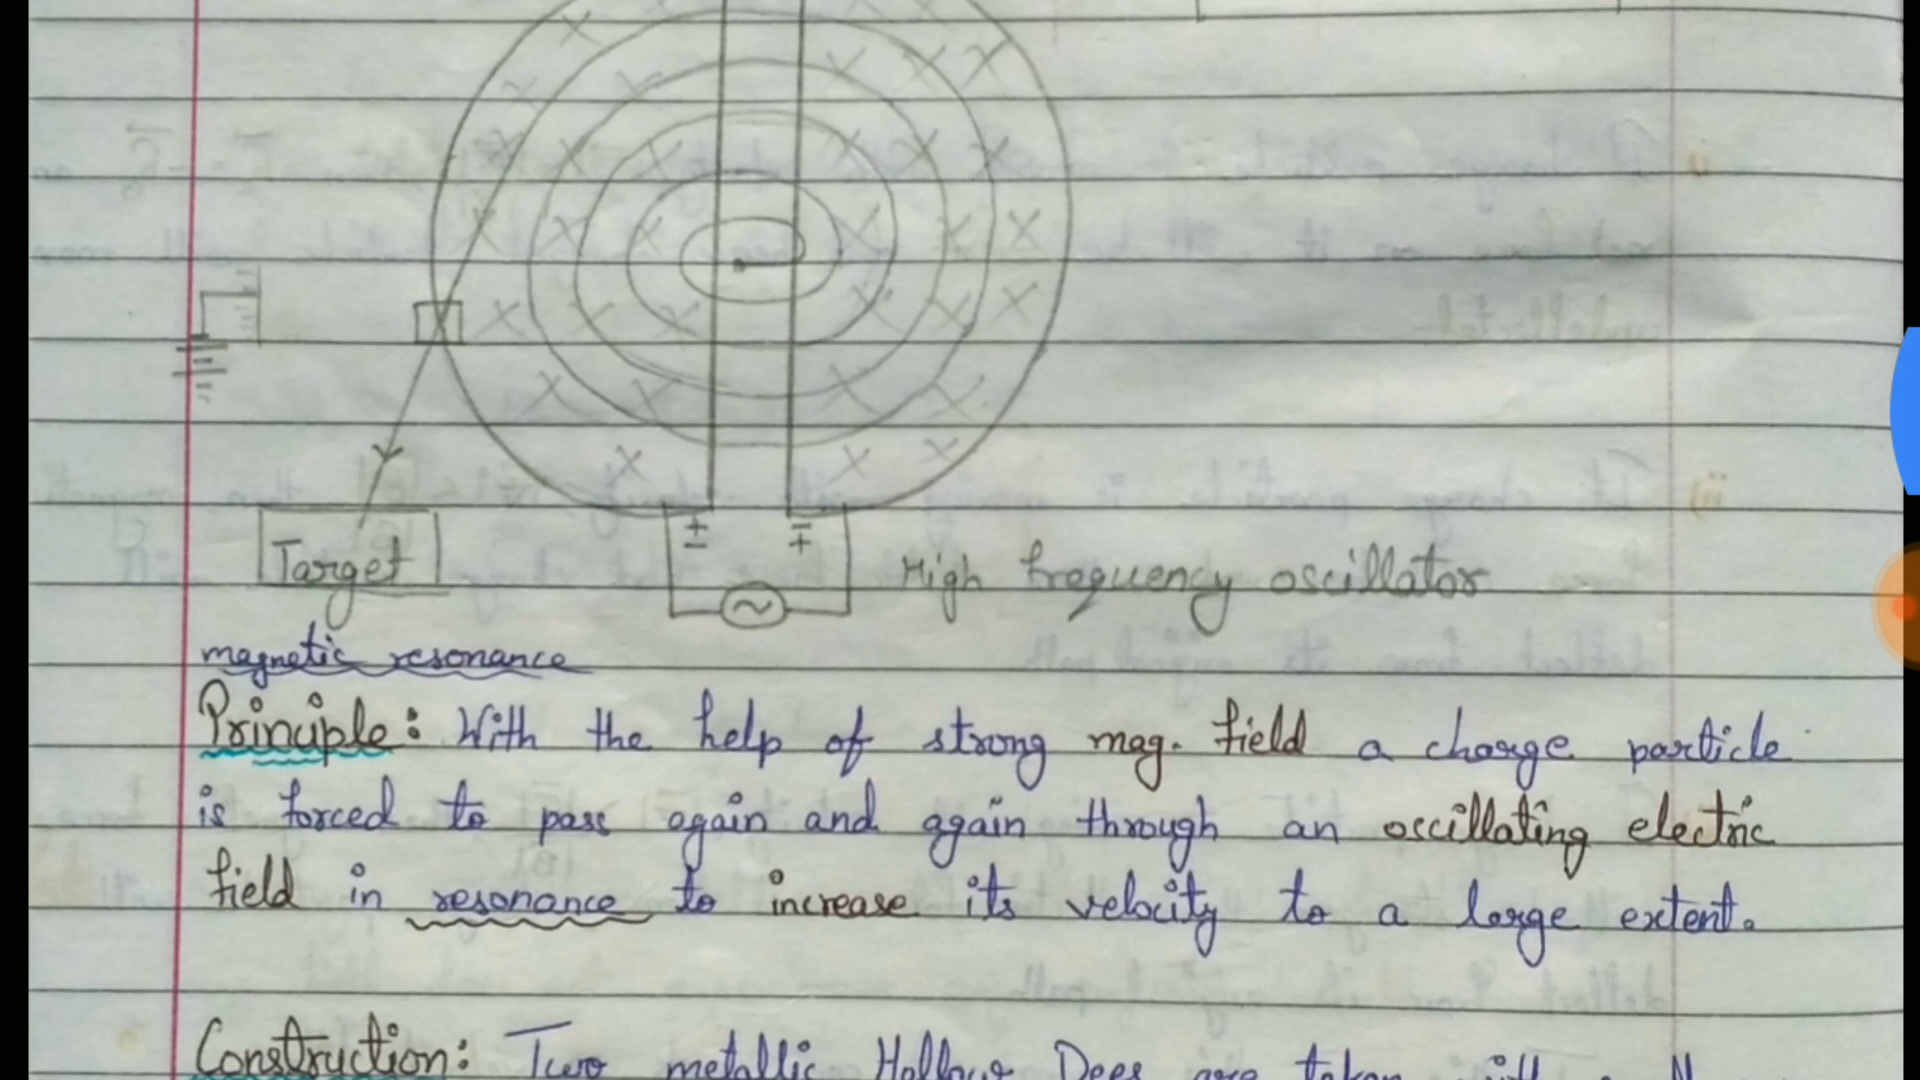 ± ∓
Target High frequency oscillator
magnetic resonance
Principle: With the help of strong mag. field a charge particle
is forced to pass again and again through an oscillating electric
field in resonance to increase its velocity to a large extent.
Construction: Two metallic Hollow Dees are taken with